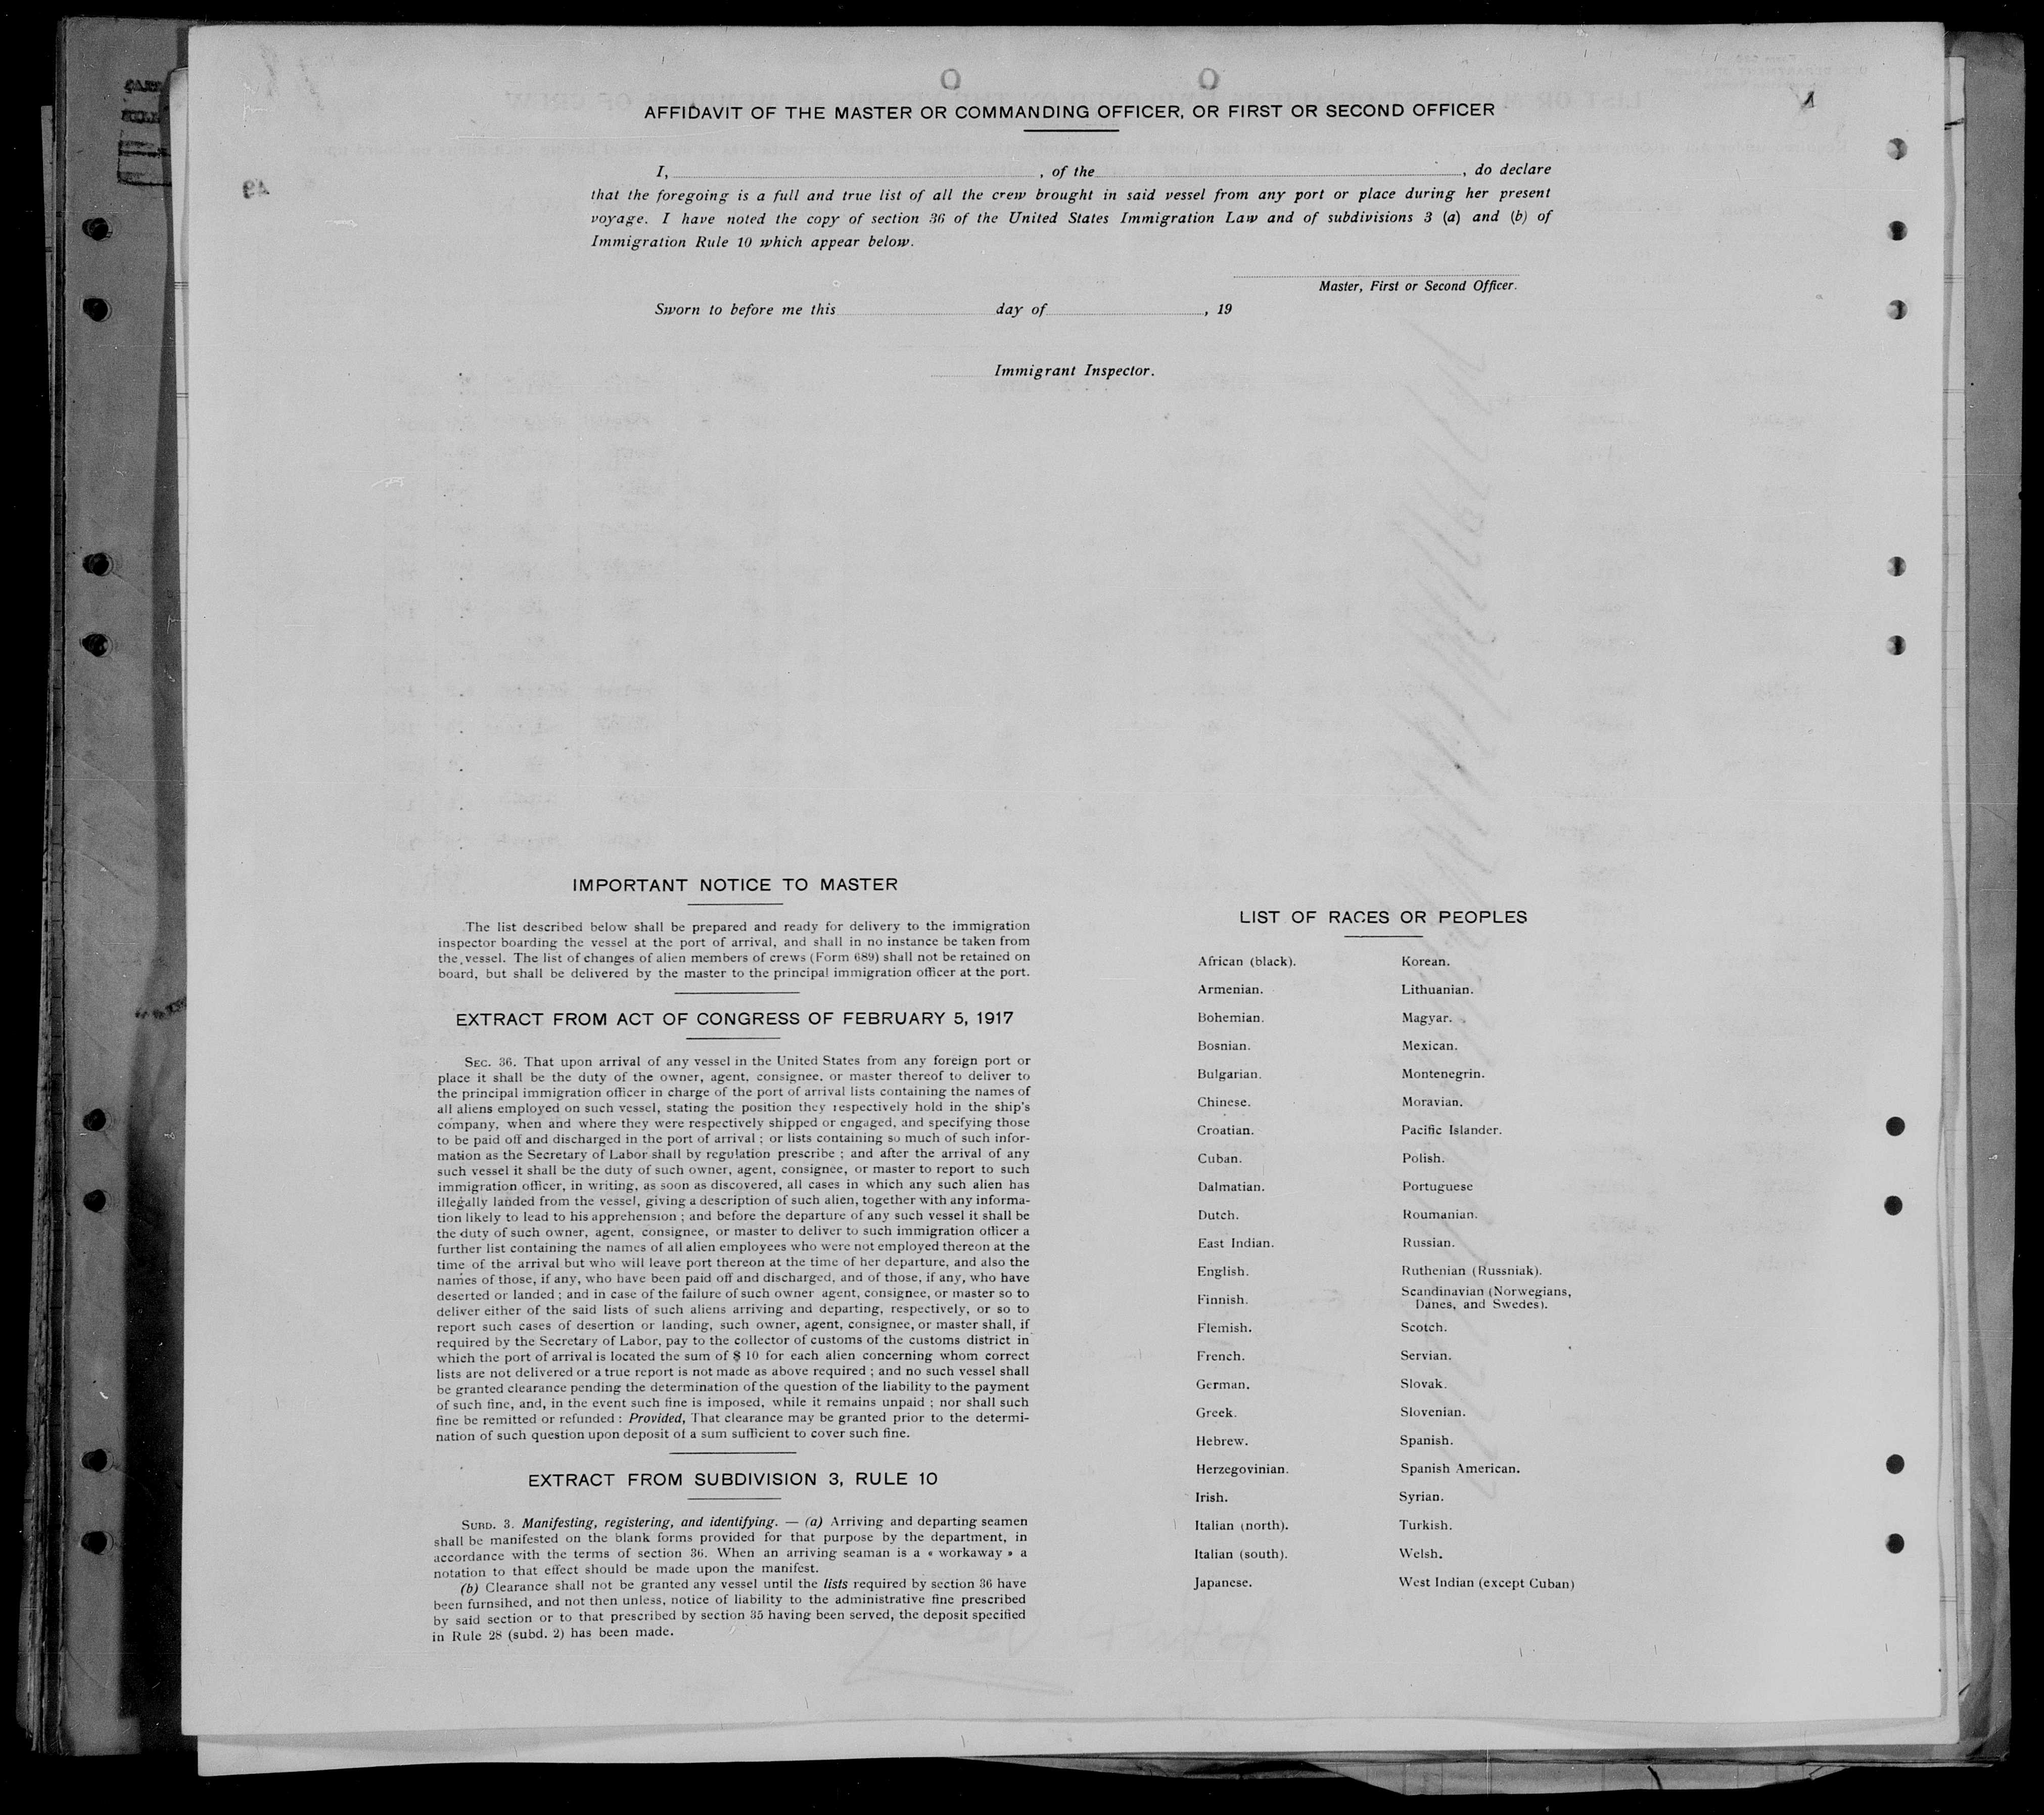 AFFIDAVIT OF THE MASTER OR COMMANDING OFFICER, OR FIRST OR SECOND OFFICER
I, , of the , do declare
that the foregoing is a full and true list of all the crew brought in said vessel from any port or place during her present
voyage. I have noted the copy of section 36 of the United States Immigration Law and of subdivisions 3 (a) and (b) of
Immigration Rule 10 which appear below.
Master, First or Second Officer.
Sworn to before me this day of , 19
Immigrant Inspector.
IMPORTANT NOTICE TO MASTER
The list described below shall be prepared and ready for delivery to the immigration
inspector boarding the vessel at the port of arrival, and shall in no instance be taken from
the vessel. The list of changes of alien members of crews (Form 689) shall not be retained on
board, but shall be delivered by the master to the principal immigration officer at the port.
EXTRACT FROM ACT OF CONGRESS OF FEBRUARY 5, 1917
SEC. 36. That upon arrival of any vessel in the United States from any foreign port or
place it shall be the duty of the owner, agent, consignee, or master thereof to deliver to
the principal immigration officer in charge of the port of arrival lists containing the names of
all aliens employed on such vessel, stating the position they respectively hold in the ship's
company, when and where they were respectively shipped or engaged, and specifying those
to be paid off and discharged in the port of arrival ; or lists containing so much of such infor-
mation as the Secretary of Labor shall by regulation prescribe ; and after the arrival of any
such vessel it shall be the duty of such owner, agent, consignee, or master to report to such
immigration officer, in writing, as soon as discovered, all cases in which any such alien has
illegally landed from the vessel, giving a description of such alien, together with any informa-
tion likely to lead to his apprehension ; and before the departure of any such vessel it shall be
the duty of such owner, agent, consignee, or master to deliver to such immigration officer a
further list containing the names of all alien employees who were not employed thereon at the
time of the arrival but who will leave port thereon at the time of her departure, and also the
names of those, if any, who have been paid off and discharged, and of those, if any, who have
deserted or landed ; and in case of the failure of such owner agent, consignee, or master so to
deliver either of the said lists of such aliens arriving and departing, respectively, or so to
report such cases of desertion or landing, such owner, agent, consignee, or master shall, if
required by the Secretary of Labor, pay to the collector of customs of the customs district in
which the port of arrival is located the sum of $ 10 for each alien concerning whom correct
lists are not delivered or a true report is not made as above required ; and no such vessel shall
be granted clearance pending the determination of the question of the liability to the payment
of such fine, and, in the event such fine is imposed, while it remains unpaid ; nor shall such
fine be remitted or refunded : Provided, That clearance may be granted prior to the determi-
nation of such question upon deposit of a sum sufficient to cover such fine.
EXTRACT FROM SUBDIVISION 3, RULE 10
SUBD. 3. Manifesting, registering, and identifying. — (a) Arriving and departing seamen
shall be manifested on the blank forms provided for that purpose by the department, in
accordance with the terms of section 36. When an arriving seaman is a « workaway » a
notation to that effect should be made upon the manifest.
(b) Clearance shall not be granted any vessel until the lists required by section 36 have
been furnsihed, and not then unless, notice of liability to the administrative fine prescribed
by said section or to that prescribed by section 35 having been served, the deposit specified
in Rule 28 (subd. 2) has been made.
LIST OF RACES OR PEOPLES
African (black). Korean.
Armenian. Lithuanian.
Bohemian. Magyar.
Bosnian. Mexican.
Bulgarian. Montenegrin.
Chinese. Moravian.
Croatian. Pacific Islander.
Cuban. Polish.
Dalmatian. Portuguese
Dutch. Roumanian.
East Indian. Russian.
English. Ruthenian (Russniak).
Finnish. Scandinavian (Norwegians,
Danes, and Swedes).
Flemish. Scotch.
French. Servian.
German. Slovak.
Greek. Slovenian.
Hebrew. Spanish.
Herzegovinian. Spanish American.
Irish. Syrian.
Italian (north). Turkish.
Italian (south). Welsh.
Japanese. West Indian (except Cuban)